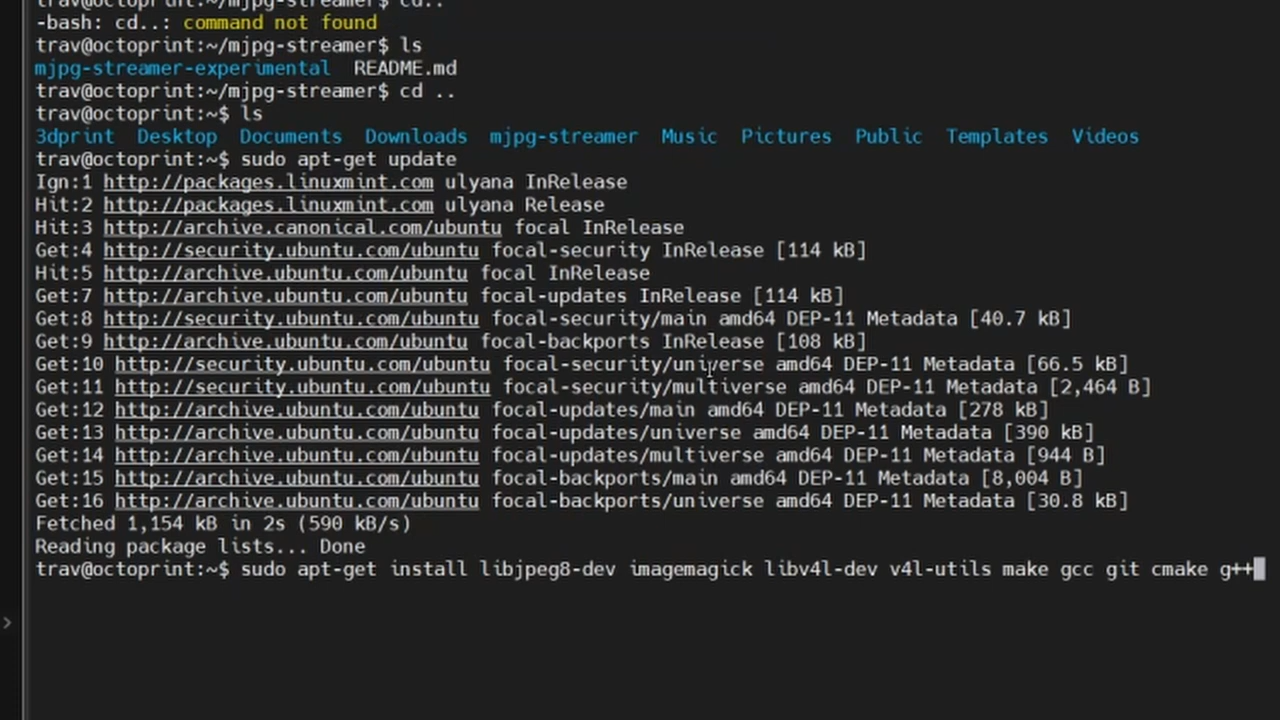 -bash: cd..: command not found
trav@octoprint:~/mjpg-streamer$ ls
mjpg-streamer-experimental README.md
trav@octoprint:~/mjpg-streamer$ cd ..
trav@octoprint:~$ ls
3dprint Desktop Documents Downloads mjpg-streamer Music Pictures Public Templates Videos
trav@octoprint:~$ sudo apt-get update
Ign:1 http://packages.linuxmint.com ulyana InRelease
Hit:2 http://packages.linuxmint.com ulyana Release
Hit:3 http://archive.canonical.com/ubuntu focal InRelease
Get:4 http://security.ubuntu.com/ubuntu focal-security InRelease [114 kB]
Hit:5 http://archive.ubuntu.com/ubuntu focal InRelease
Get:7 http://archive.ubuntu.com/ubuntu focal-updates InRelease [114 kB]
Get:8 http://security.ubuntu.com/ubuntu focal-security/main amd64 DEP-11 Metadata [40.7 kB]
Get:9 http://archive.ubuntu.com/ubuntu focal-backports InRelease [108 kB]
Get:10 http://security.ubuntu.com/ubuntu focal-security/universe amd64 DEP-11 Metadata [66.5 kB]
Get:11 http://security.ubuntu.com/ubuntu focal-security/multiverse amd64 DEP-11 Metadata [2,464 B]
Get:12 http://archive.ubuntu.com/ubuntu focal-updates/main amd64 DEP-11 Metadata [278 kB]
Get:13 http://archive.ubuntu.com/ubuntu focal-updates/universe amd64 DEP-11 Metadata [390 kB]
Get:14 http://archive.ubuntu.com/ubuntu focal-updates/multiverse amd64 DEP-11 Metadata [944 B]
Get:15 http://archive.ubuntu.com/ubuntu focal-backports/main amd64 DEP-11 Metadata [8,004 B]
Get:16 http://archive.ubuntu.com/ubuntu focal-backports/universe amd64 DEP-11 Metadata [30.8 kB]
Fetched 1,154 kB in 2s (590 kB/s)
Reading package lists... Done
trav@octoprint:~$ sudo apt-get install libjpeg8-dev imagemagick libv4l-dev v4l-utils make gcc git cmake g++